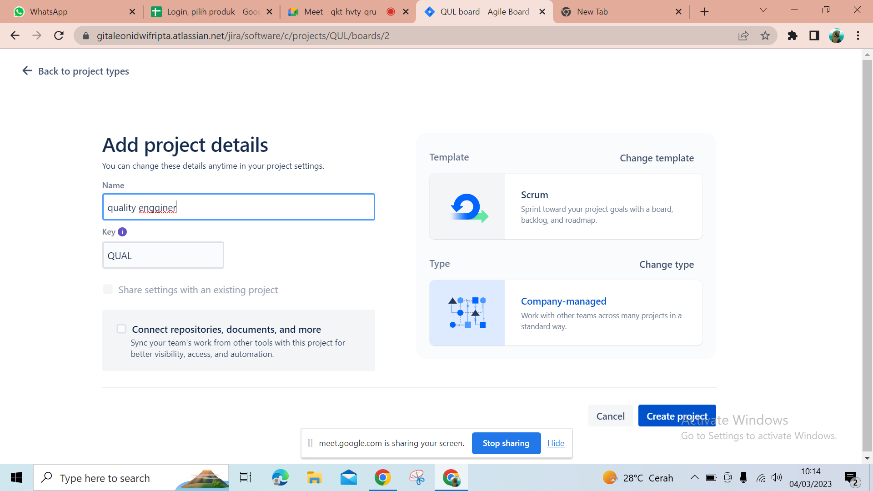 WhatsApp
Login, pilih produk - Goo
Meet - qkt-hvty-qru
QUL board - Agile Board
New Tab
gitaleonidwifripta.atlassian.net/jira/software/c/projects/QUL/boards/2
Back to project types
Add project details
You can change these details anytime in your project settings.
Name
quality engginer
Key
QUAL
Share settings with an existing project
Connect repositories, documents, and more
Sync your team's work from other tools with this project for
better visibility, access, and automation.
Template
Change template
Scrum
Sprint toward your project goals with a board,
backlog, and roadmap.
Type
Change type
Company-managed
Work with other teams across many projects in a
standard way.
Cancel
Create project
Activate Windows
Go to Settings to activate Windows.
meet.google.com is sharing your screen.
Stop sharing
Hide
Type here to search
28°C Cerah
10:14
04/03/2023
2